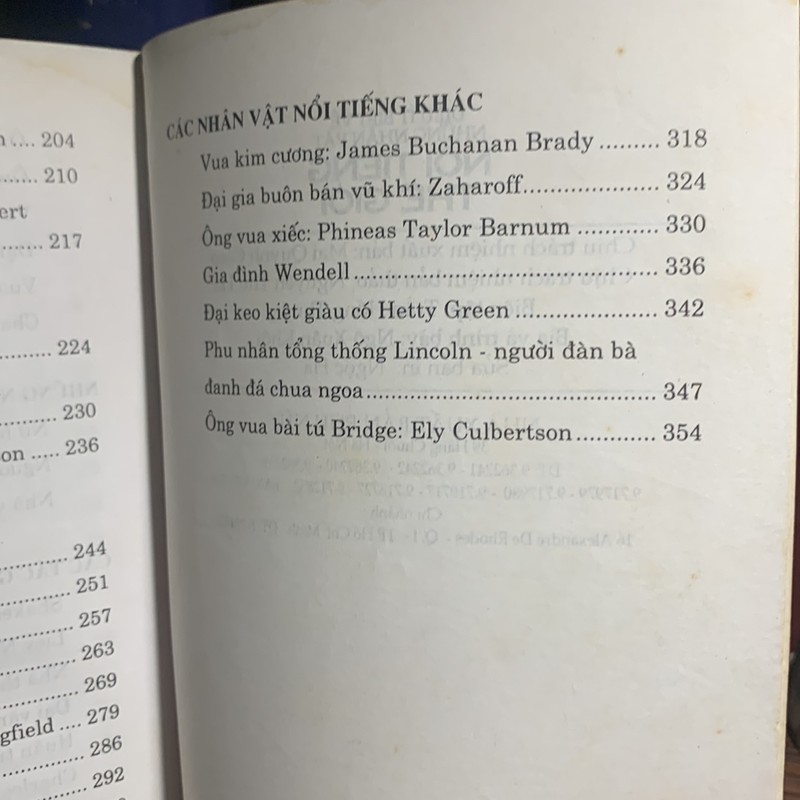 .... 204
....... 210
ert
........ 217
......... 224
.......... 230
on ..... 236
............ 244
............. 251
............. 257
............. 263
.............. 269
gfield .... 279
............... 286
............... 292
CÁC NHÂN VẬT NỔI TIẾNG KHÁC
Vua kim cương: James Buchanan Brady ......... 318
Đại gia buôn bán vũ khí: Zaharoff.................... 324
Ông vua xiếc: Phineas Taylor Barnum ............ 330
Gia đình Wendell ............................................. 336
Đại keo kiệt giàu có Hetty Green ..................... 342
Phu nhân tổng thống Lincoln - người đàn bà
danh đá chua ngoa........................................... 347
Ông vua bài tú Bridge: Ely Culbertson............ 354